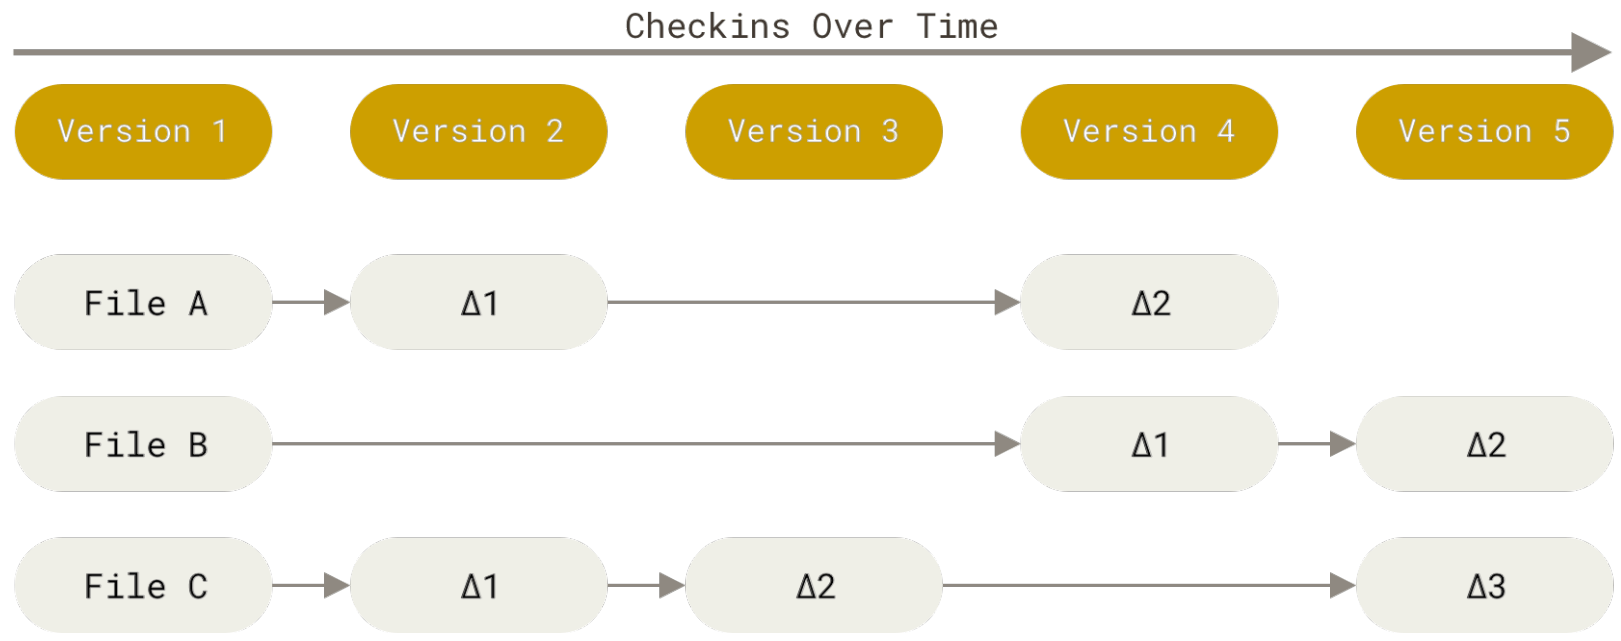 Checkins Over Time
Version 1 Version 2 Version 3 Version 4 Version 5
File A Δ1 Δ2
File B Δ1 Δ2
File C Δ1 Δ2 Δ3